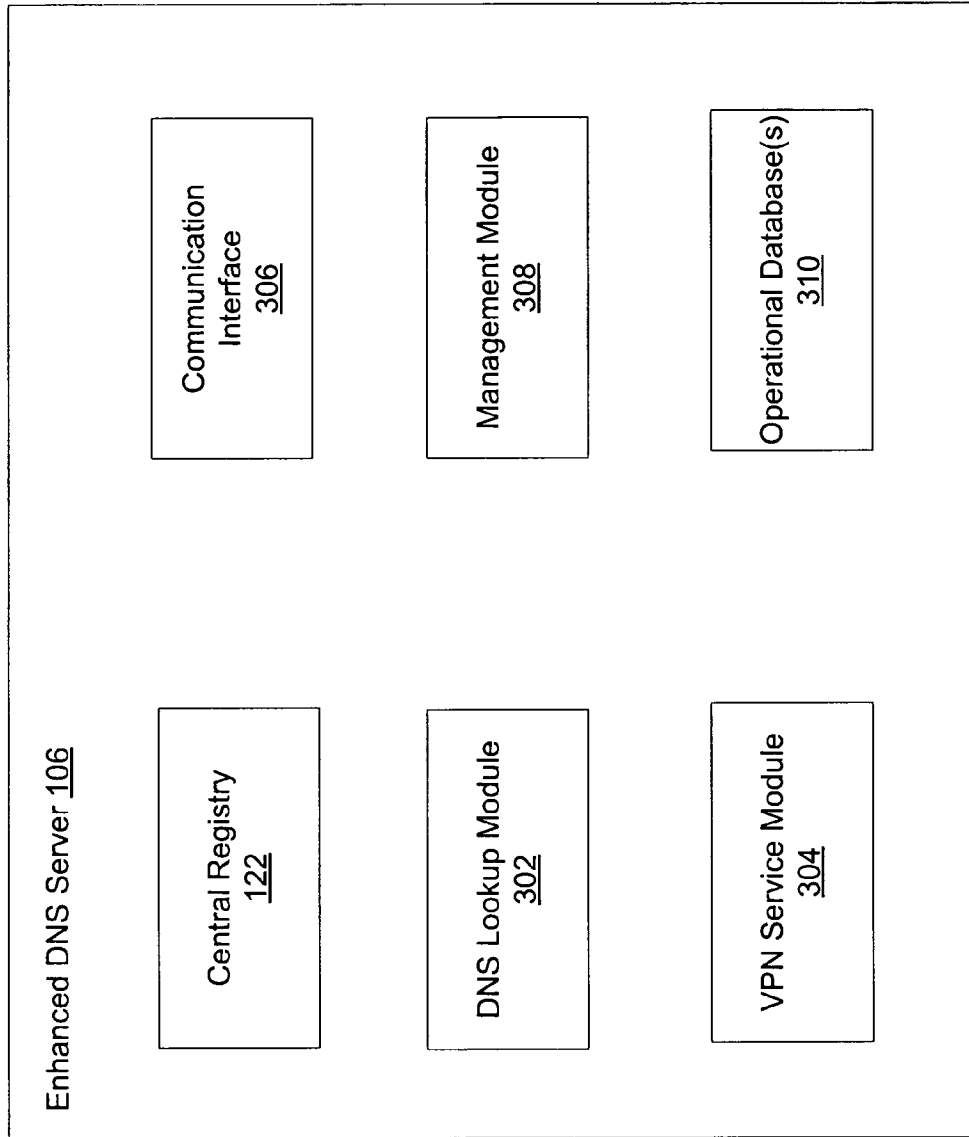 Enhanced DNS Server 106
Central Registry
122
Communication
Interface
306
DNS Lookup Module
302
Management Module
308
VPN Service Module
304
Operational Database(s)
310